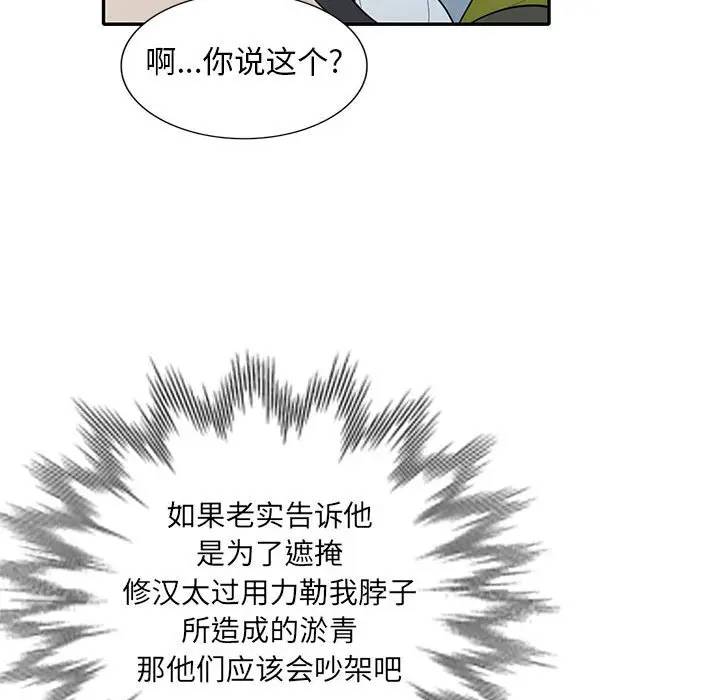 啊...你说这个?
如果老实告诉他
是为了遮掩
修汉太过用力勒我脖子
所造成的淤青
那他们应该会吵架吧